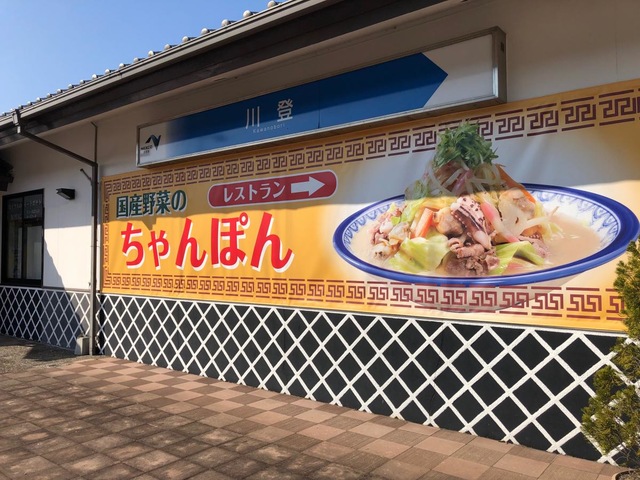 川登
Kawanobori
国産野菜の
レストラン
ちゃんぽん